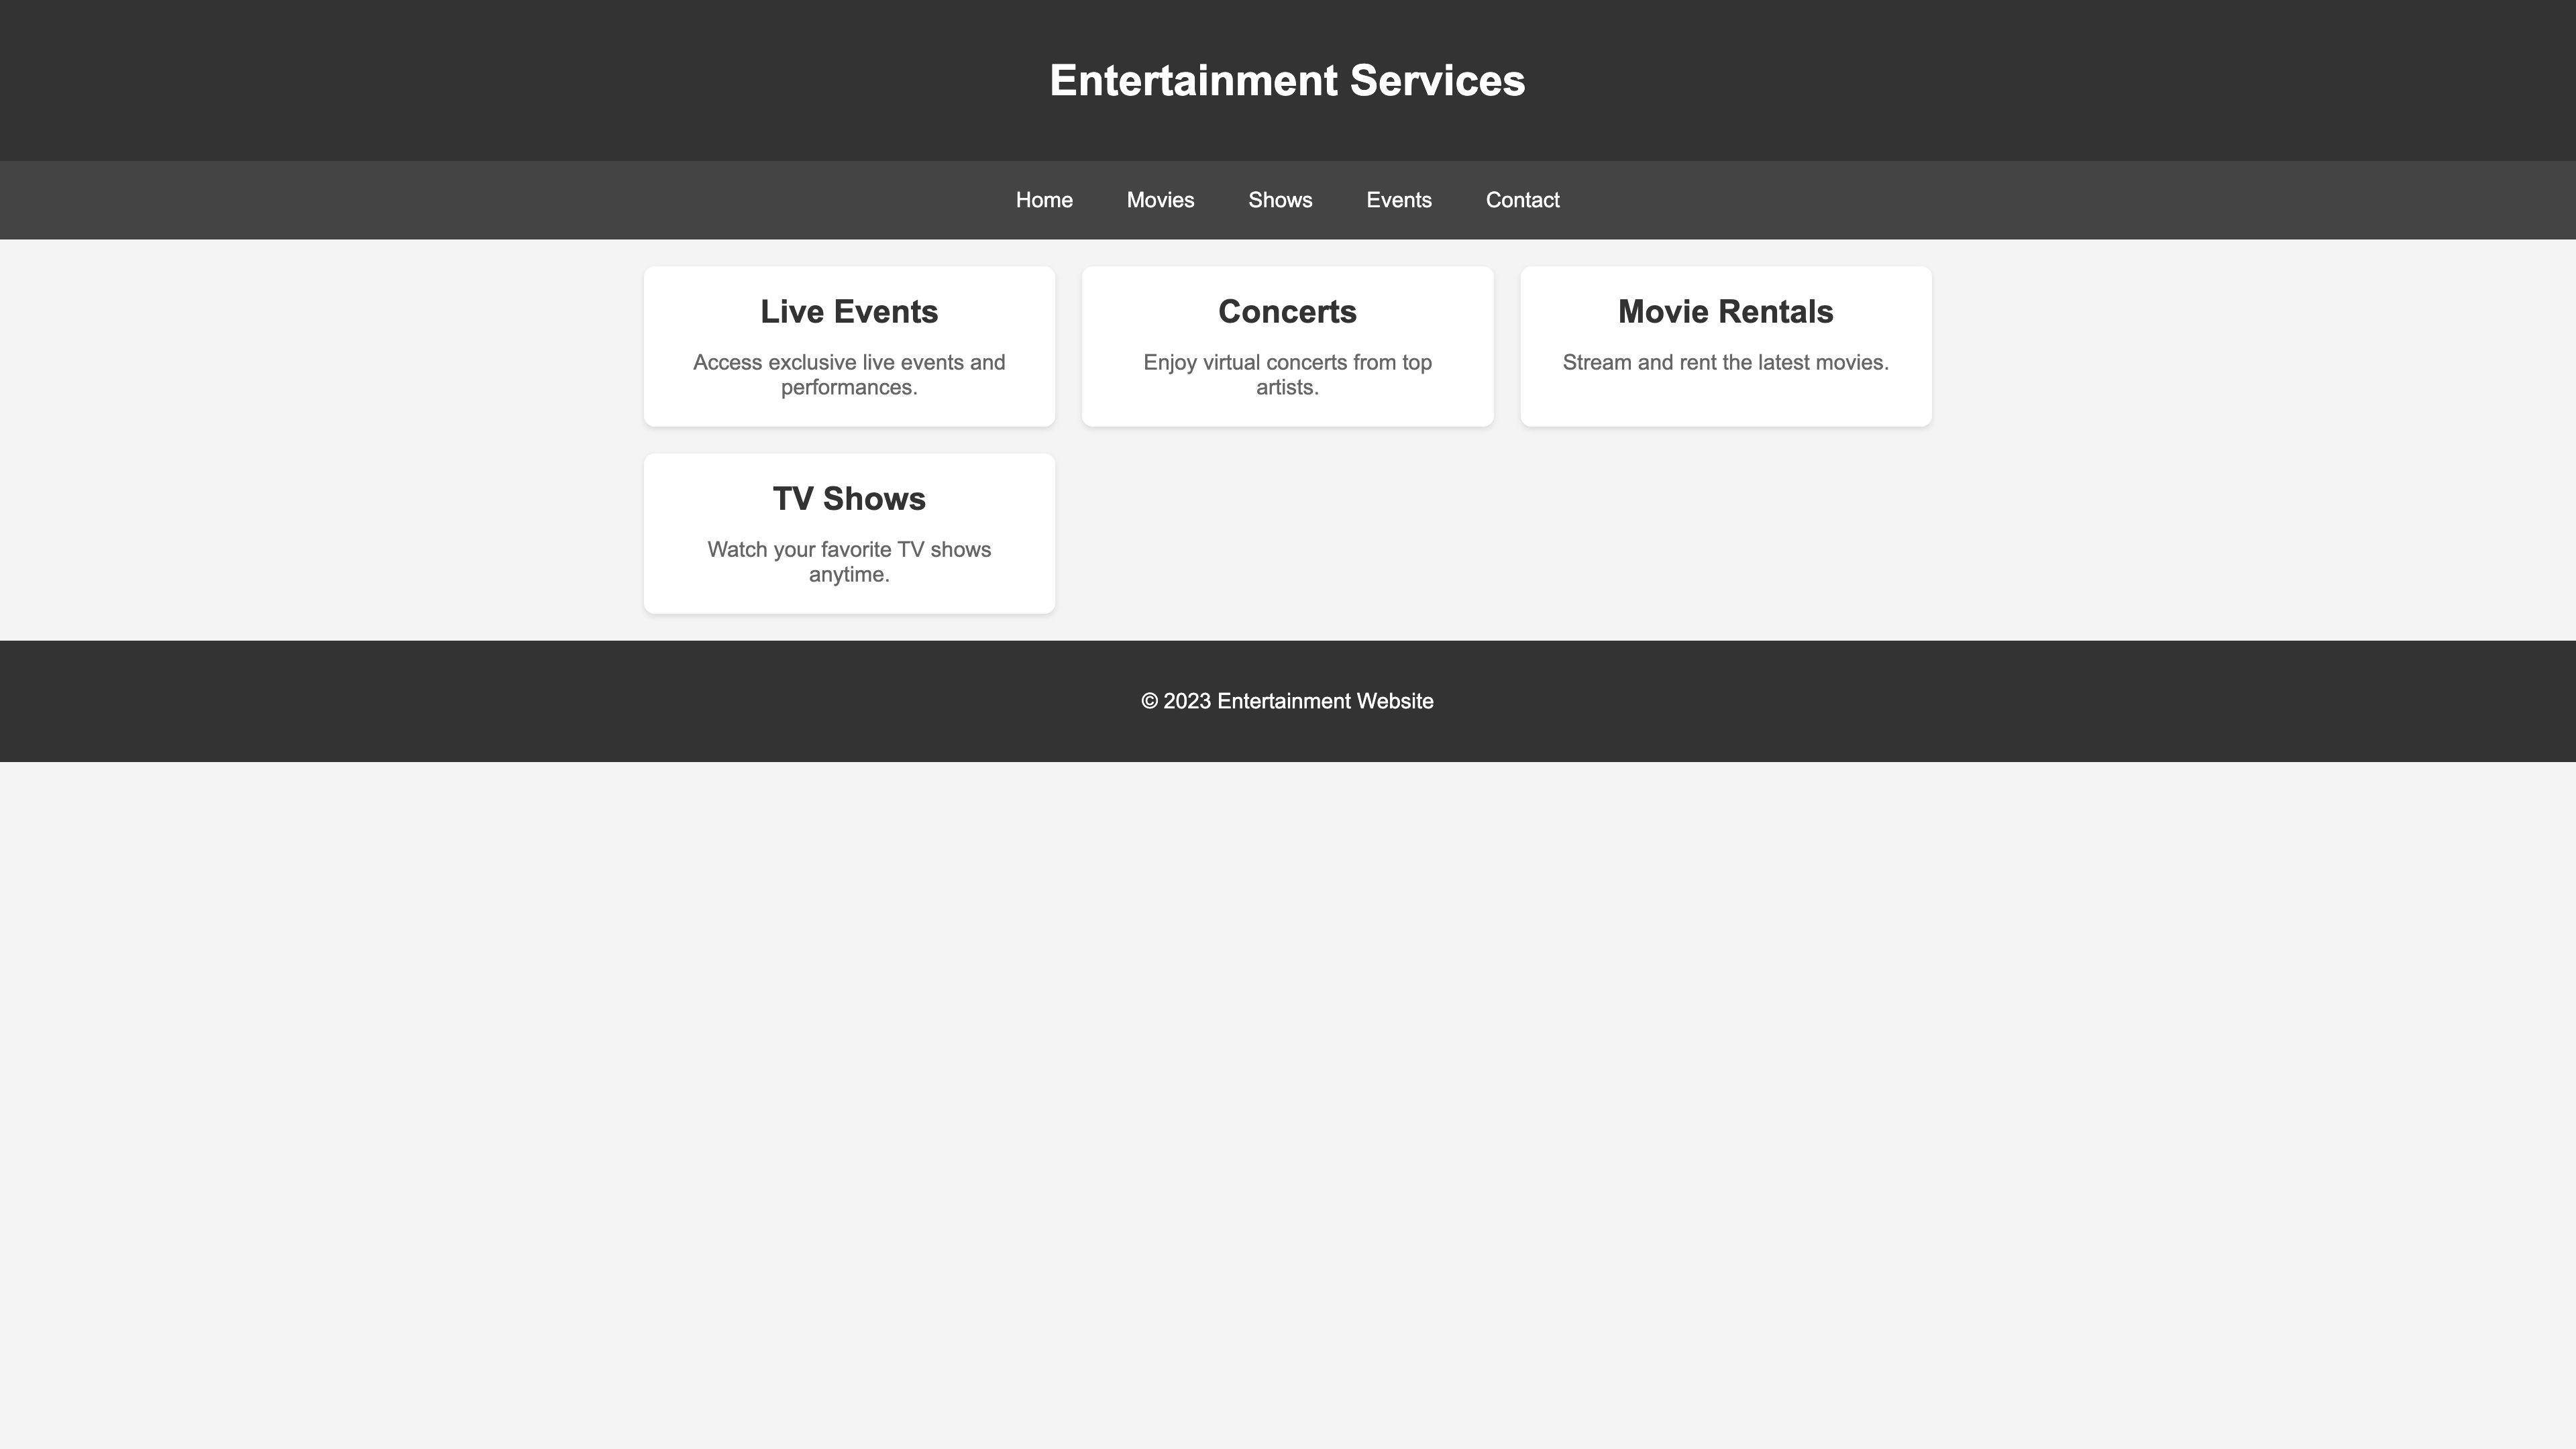 Entertainment Services
Home Movies Shows Events Contact
Live Events
Access exclusive live events and
performances.
Concerts
Enjoy virtual concerts from top
artists.
Movie Rentals
Stream and rent the latest movies.
TV Shows
Watch your favorite TV shows
anytime.
© 2023 Entertainment Website